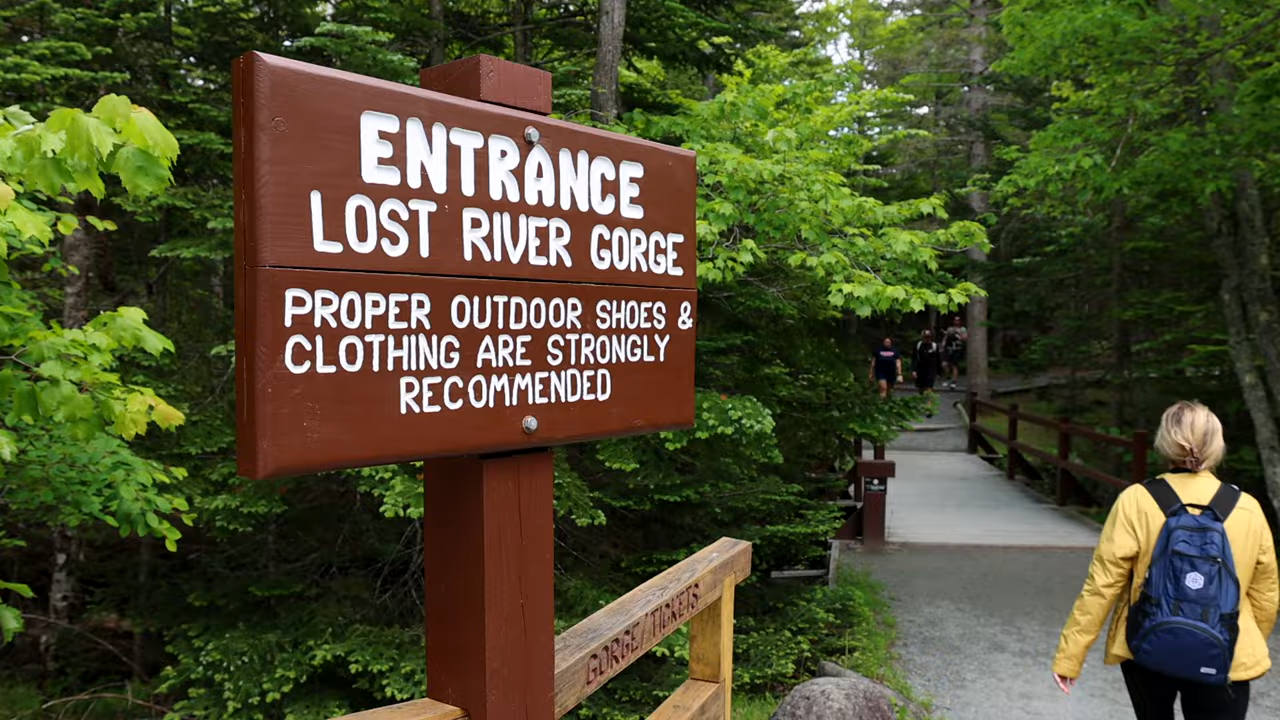 ENTRANCE
LOST RIVER GORGE
PROPER OUTDOOR SHOES &
CLOTHING ARE STRONGLY
RECOMMENDED
GORGE/TICKETS